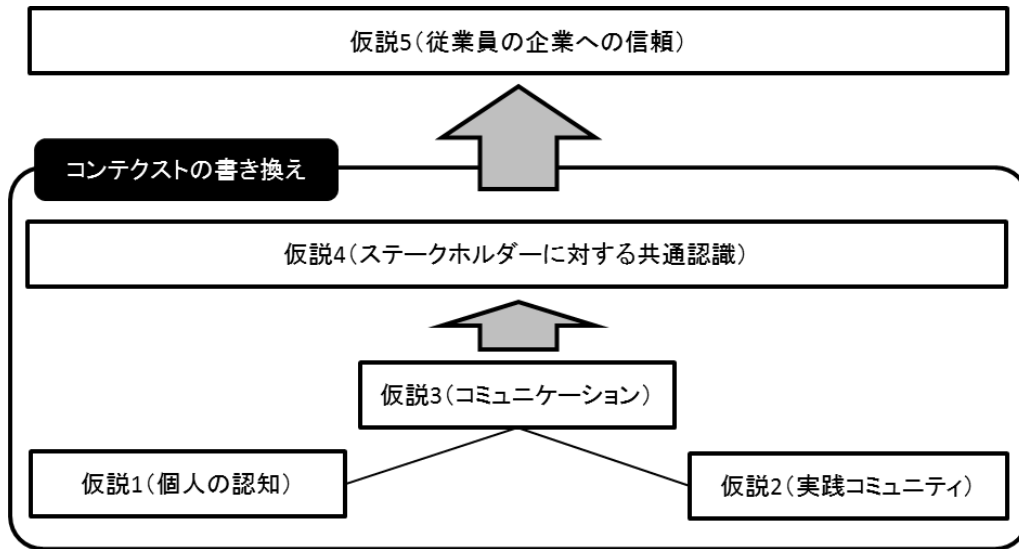 仮説5(従業員の企業への信頼)
コンテクストの書き換え
仮説4(ステークホルダーに対する共通認識)
仮説3(コミュニケーション)
仮説1(個人の認知)
仮説2(実践コミュニティ)